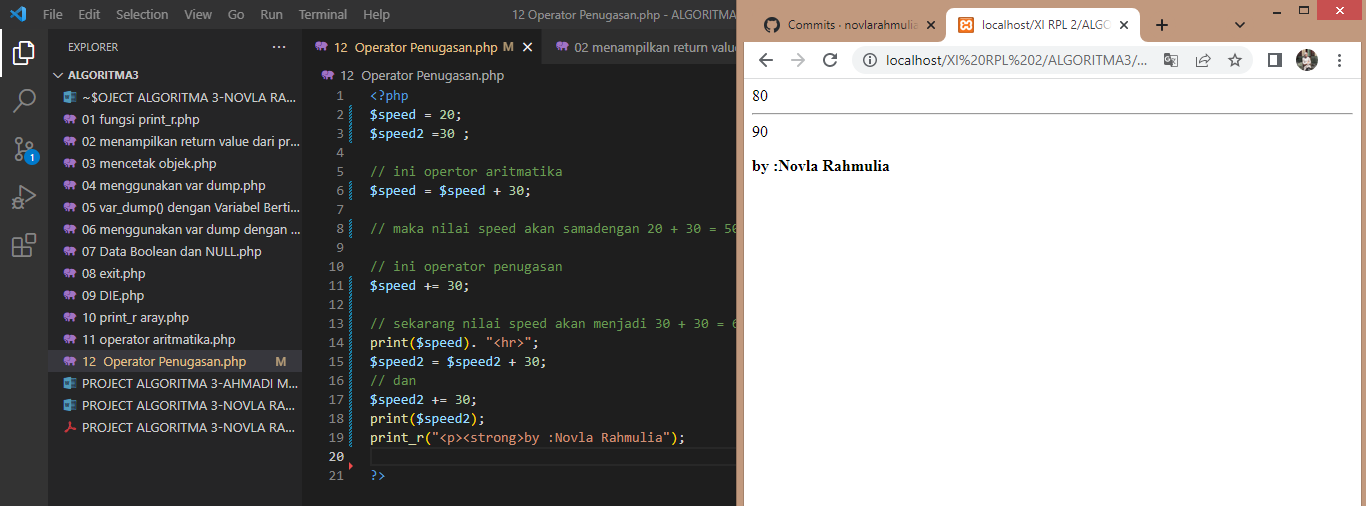 File Edit Selection View Go Run Terminal Help 12 Operator Penugasan.php - ALGORITMA
EXPLORER
ALGORITMA3
~$OJECT ALGORITMA 3-NOVLA RA...
01 fungsi print_r.php
02 menampilkan return value dari pr...
03 mencetak objek.php
04 menggunakan var dump.php
05 var_dump() dengan Variabel Berti...
06 menggunakan var dump dengan ...
07 Data Boolean dan NULL.php
08 exit.php
09 DIE.php
10 print_r aray.php
11 operator aritmatika.php
12 Operator Penugasan.php M
PROJECT ALGORITMA 3-AHMADI M...
PROJECT ALGORITMA 3-NOVLA RA...
PROJECT ALGORITMA 3-NOVLA RA...
1
12 Operator Penugasan.php M
02 menampilkan return value
12 Operator Penugasan.php
1 <?php
2 $speed = 20;
3 $speed2 =30 ;
4
5 // ini opertor aritmatika
6 $speed = $speed + 30;
7
8 // maka nilai speed akan samadengan 20 + 30 = 50
9
10 // ini operator penugasan
11 $speed += 30;
12
13 // sekarang nilai speed akan menjadi 30 + 30 = 6
14 print($speed). "<hr>";
15 $speed2 = $speed2 + 30;
16 // dan
17 $speed2 += 30;
18 print($speed2);
19 print_r("<p><strong>by :Novla Rahmulia");
20
21 ?>
Commits · novlarahmulia
localhost/XI RPL 2/ALGO
localhost/XI%20RPL%202/ALGORITMA3/...
80
90
by :Novla Rahmulia